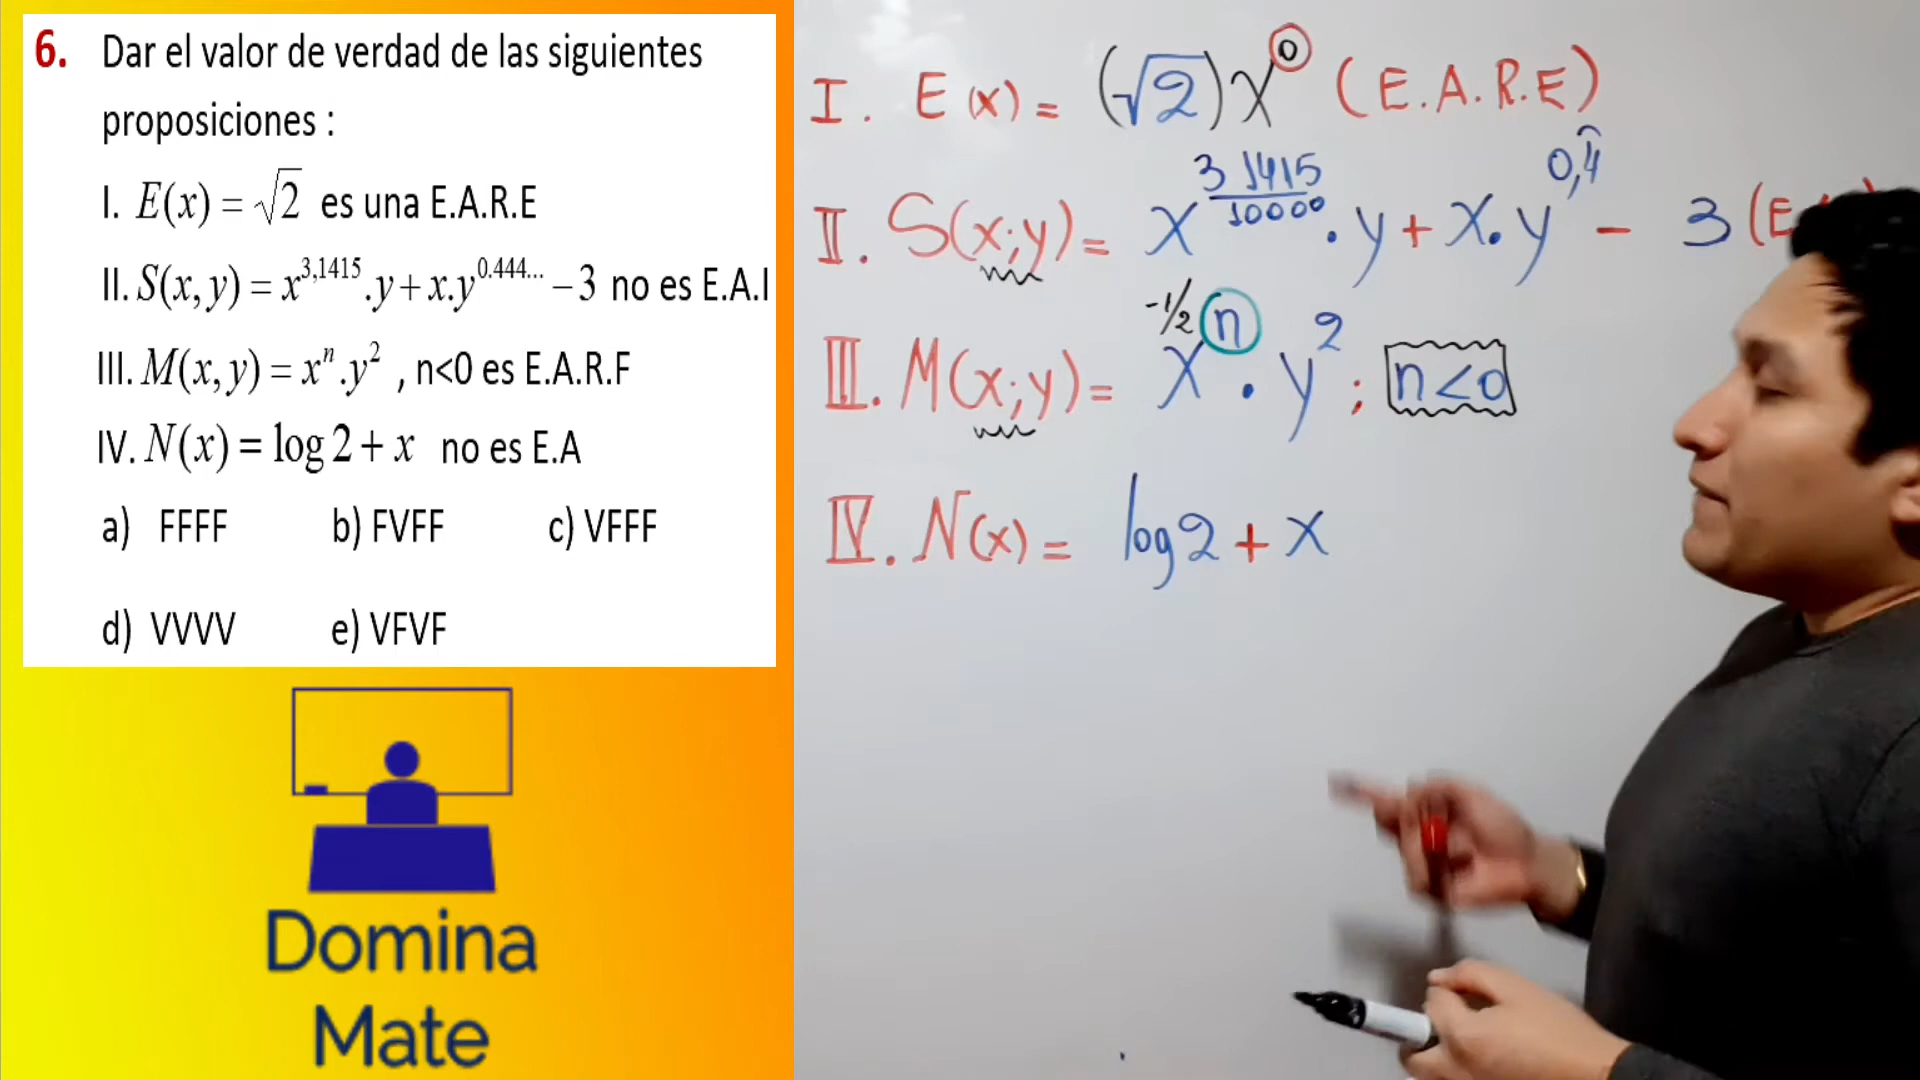 6. Dar el valor de verdad de las siguientes
proposiciones :
I. E(x) = √2 es una E.A.R.E
II. S(x, y) = x^3,1415 .y + x.y^0.444... − 3 no es E.A.I
III. M(x, y) = x^n .y^2 , n<0 es E.A.R.F
IV. N(x) = log 2 + x no es E.A
a) FFFF b) FVFF c) VFFF
d) VVVV e) VFVF
Domina
Mate
I. E(x) = (√2)x^0 (E.A.R.E)
II. S(x;y) = x^31415/10000 . y + x.y^0,4̂ − 3 (E
III. M(x;y) = x^-1/2 n . y^2 ; n<0
IV. N(x) = log2 + x